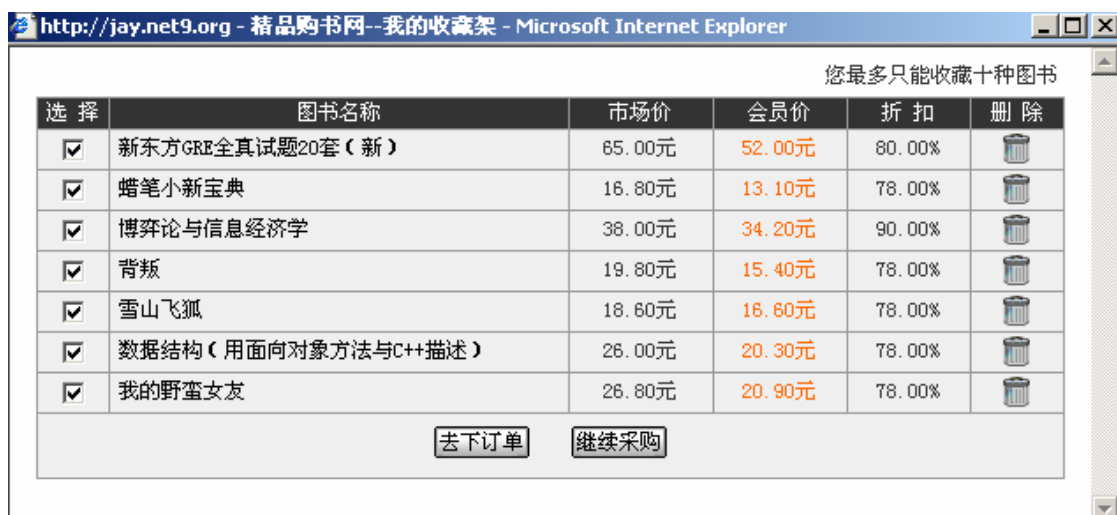 http://jay.net9.org - 精品购书网--我的收藏架 - Microsoft Internet Explorer
您最多只能收藏十种图书
选 择 图书名称 市场价 会员价 折 扣 删 除
新东方GRE全真试题20套(新) 65.00元 52.00元 80.00%
蜡笔小新宝典 16.80元 13.10元 78.00%
博弈论与信息经济学 38.00元 34.20元 90.00%
背叛 19.80元 15.40元 78.00%
雪山飞狐 18.60元 16.60元 78.00%
数据结构(用面向对象方法与C++描述) 26.00元 20.30元 78.00%
我的野蛮女友 26.80元 20.90元 78.00%
去下订单 继续采购